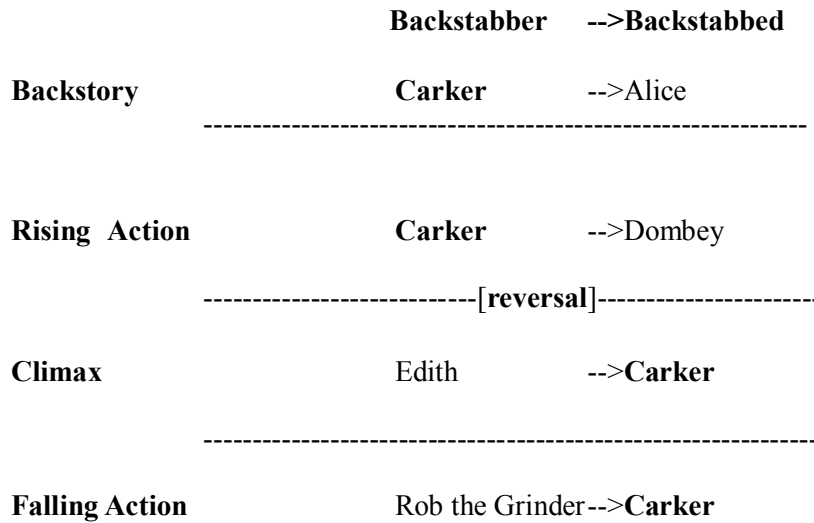 Backstabber -->Backstabbed
Backstory Carker -->Alice
-------------------------------------------------------------
Rising Action Carker -->Dombey
----------------------------[reversal]----------------------
Climax Edith -->Carker
--------------------------------------------------------------
Falling Action Rob the Grinder-->Carker